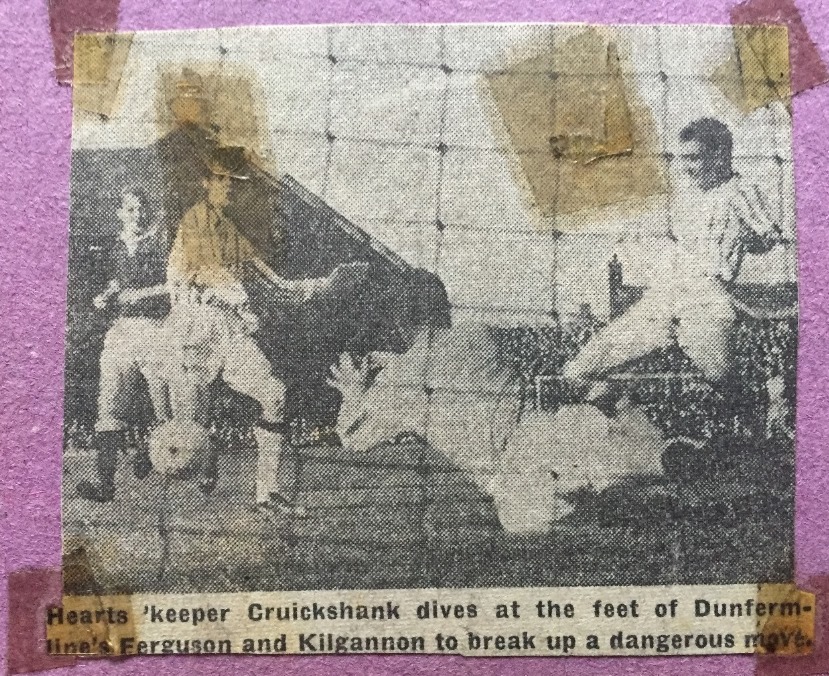 Hearts 'keeper Cruickshank dives at the feet of Dunferm-
line's Ferguson and Kilgannon to break up a dangerous move.